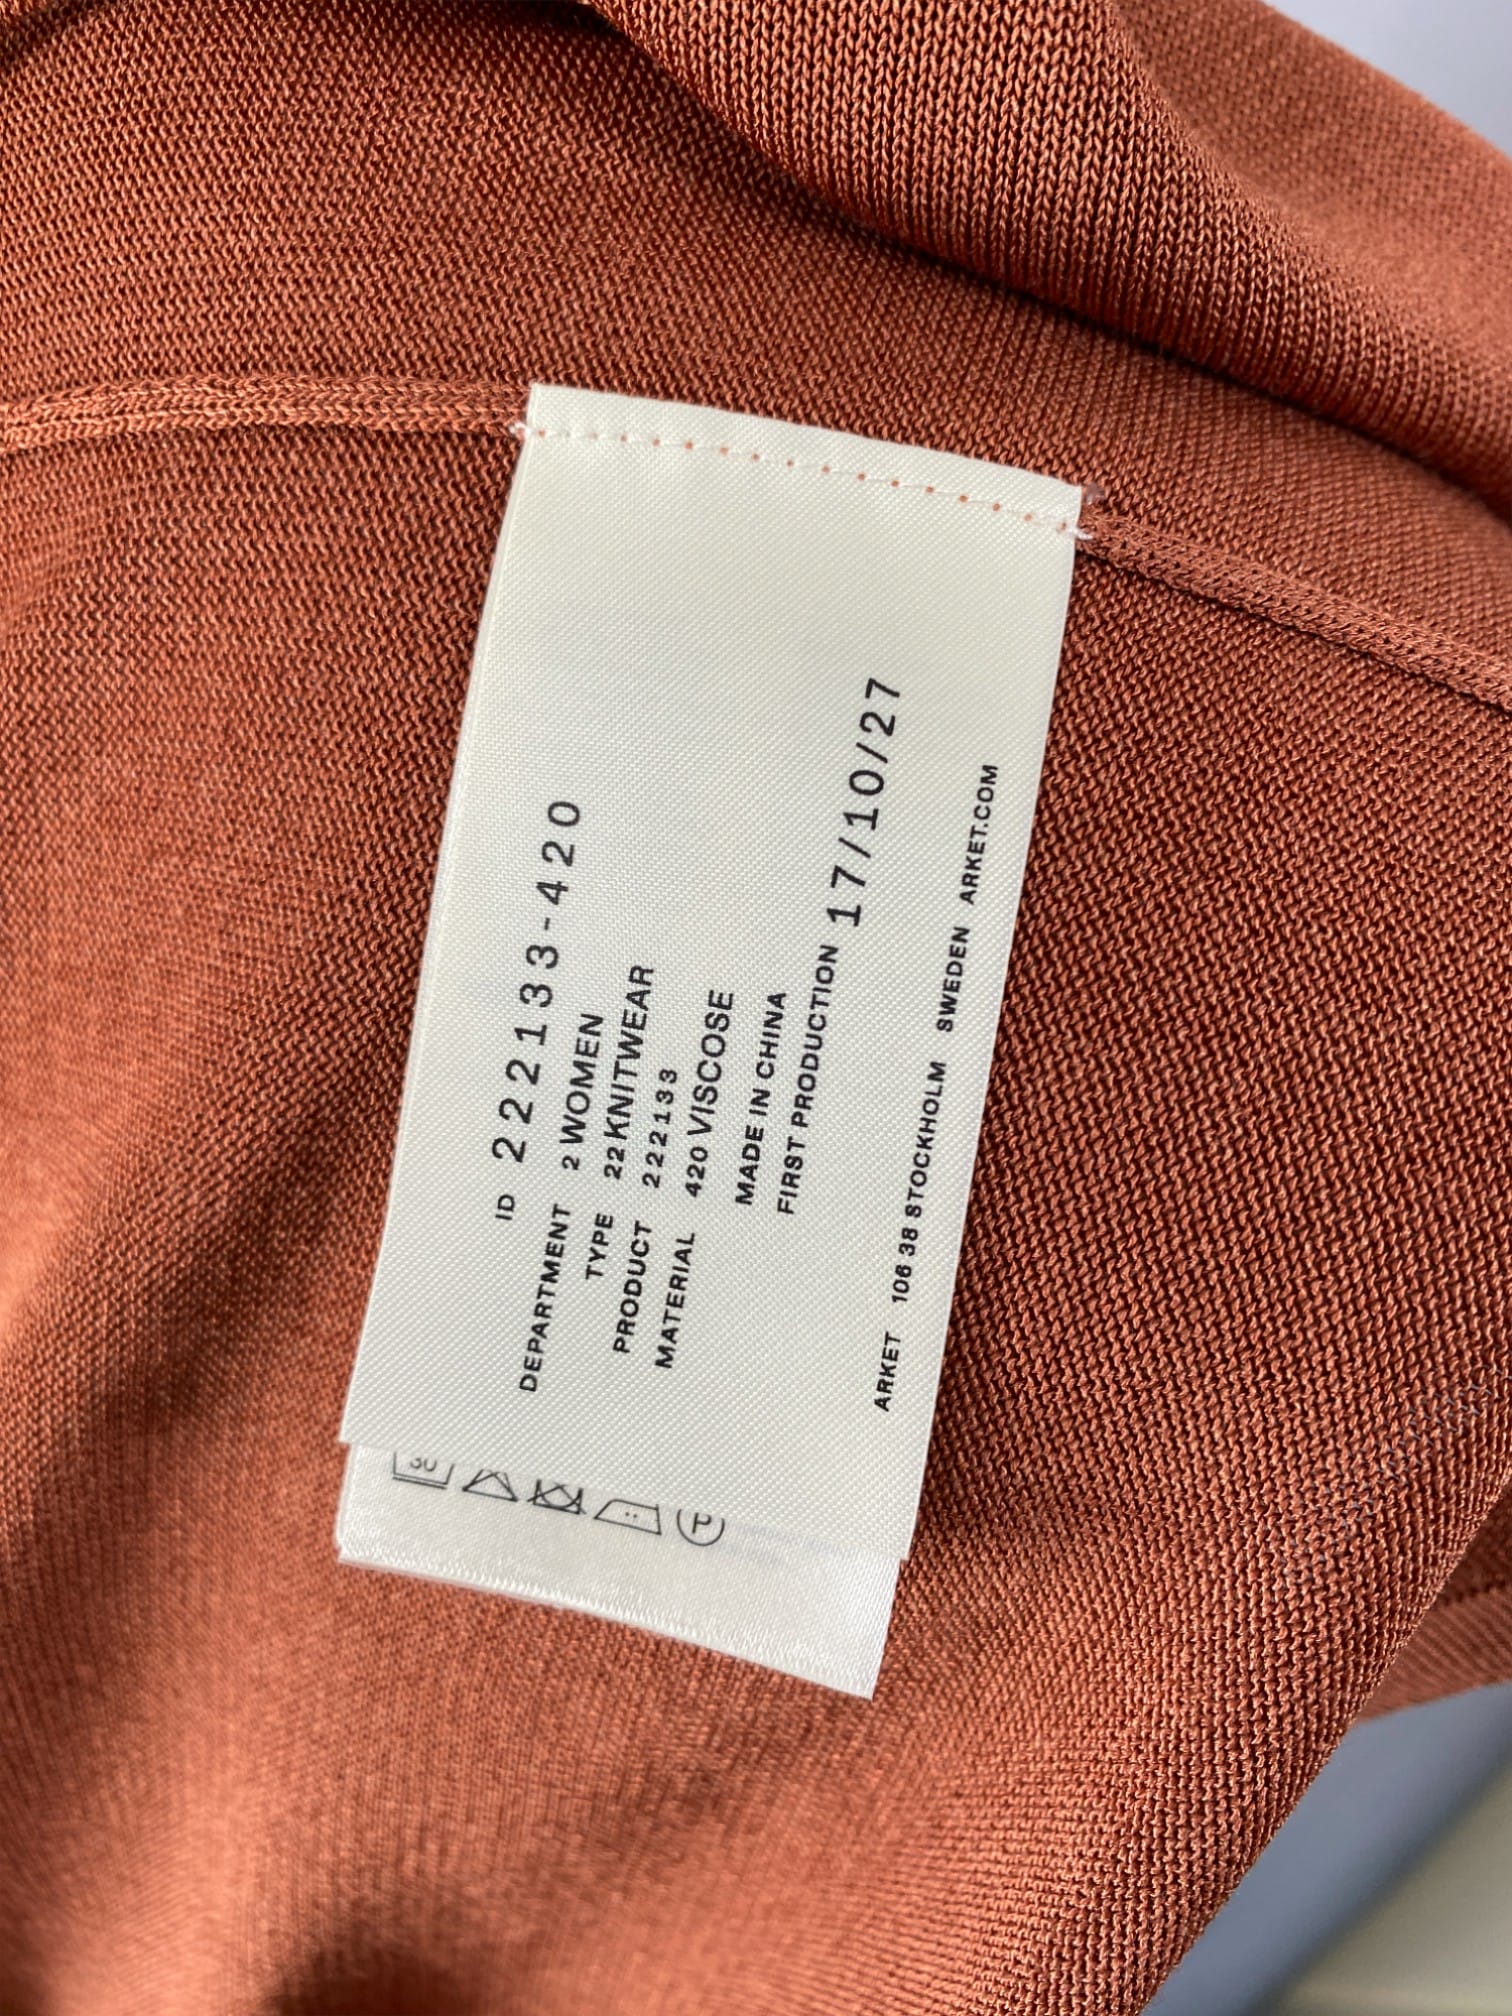 ID 222133-420
DEPARTMENT 2 WOMEN
TYPE 22 KNITWEAR
PRODUCT 222133
MATERIAL 420 VISCOSE
MADE IN CHINA
FIRST PRODUCTION 17/10/27
ARKET 106 38 STOCKHOLM SWEDEN ARKET.COM
30
P